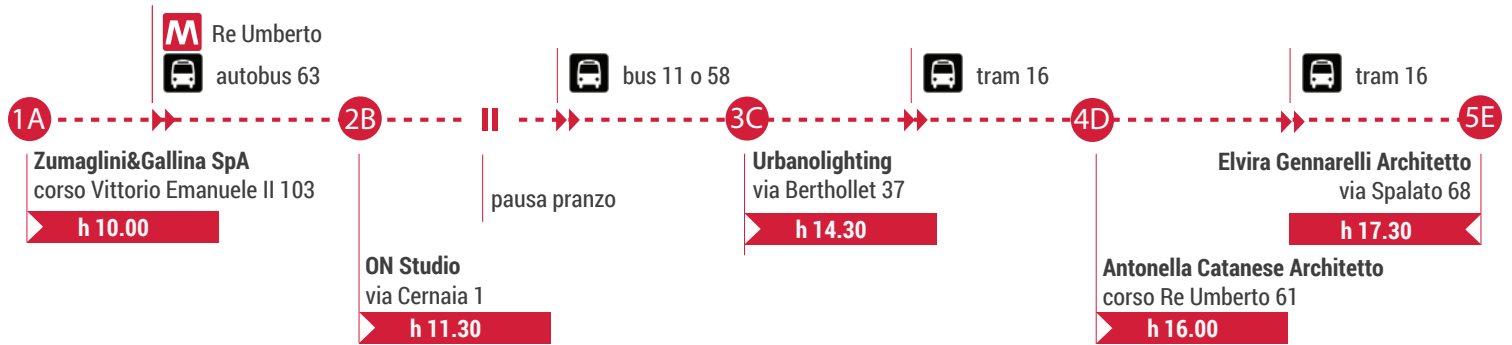 M Re Umberto
autobus 63
bus 11 o 58
tram 16
tram 16
1A
2B
3C
4D
5E
Zumaglini&Gallina SpA
corso Vittorio Emanuele II 103
h 10.00
ON Studio
via Cernaia 1
h 11.30
pausa pranzo
Urbanolighting
via Berthollet 37
h 14.30
Antonella Catanese Architetto
corso Re Umberto 61
h 16.00
Elvira Gennarelli Architetto
via Spalato 68
h 17.30